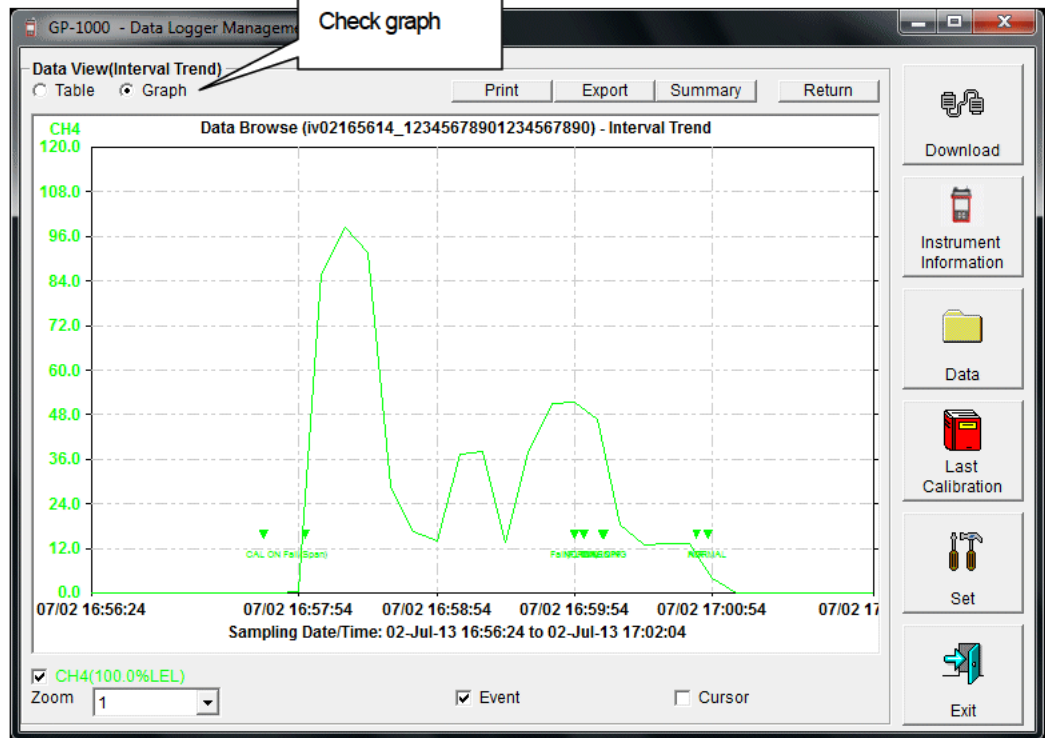 Check graph
GP-1000 - Data Logger Managem
Data View(Interval Trend)
Table Graph
Print Export Summary Return
CH4
Data Browse (iv02165614_12345678901234567890) - Interval Trend
120.0
108.0
96.0
84.0
72.0
60.0
48.0
36.0
24.0
12.0
0.0
CAL ON Fail(Span)
NORMAL
07/02 16:56:24 07/02 16:57:54 07/02 16:58:54 07/02 16:59:54 07/02 17:00:54 07/02 17
Sampling Date/Time: 02-Jul-13 16:56:24 to 02-Jul-13 17:02:04
CH4(100.0%LEL)
Zoom 1
Event
Cursor
Download
Instrument
Information
Data
Last
Calibration
Set
Exit